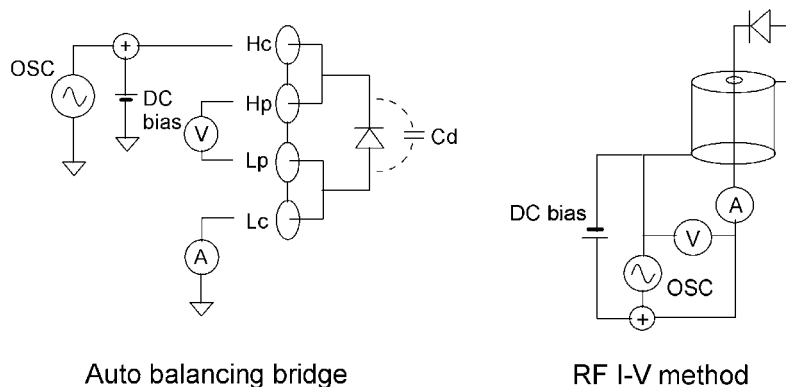 OSC
+
DC
bias
V
A
Hc
Hp
Lp
Lc
Cd
Auto balancing bridge
DC bias
A
V
OSC
+
RF I-V method